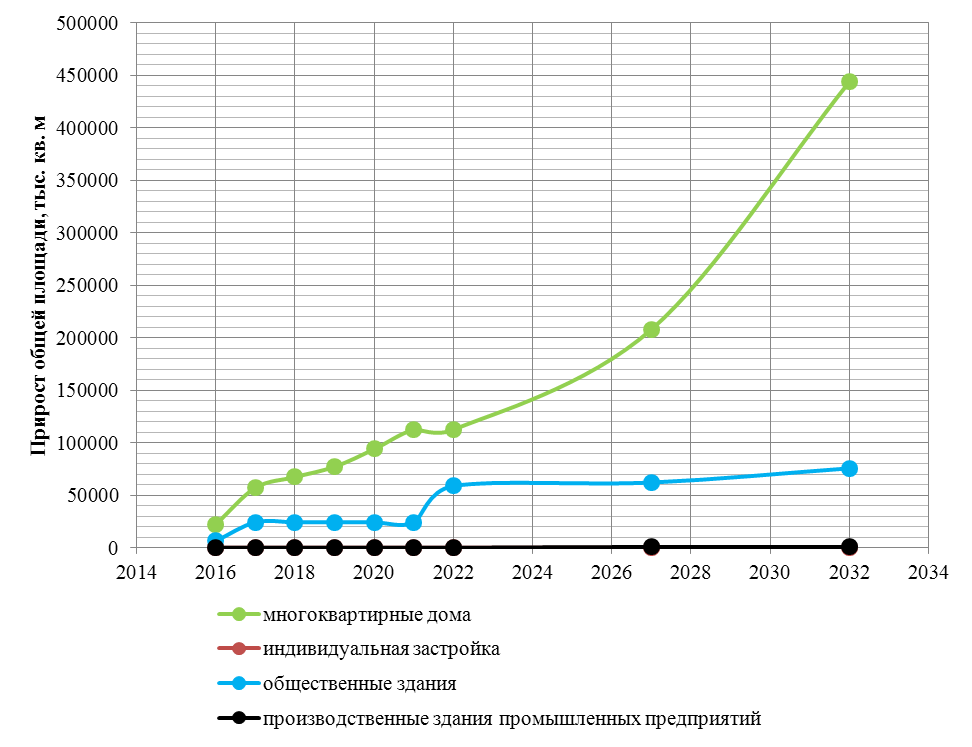 Прирост общей площади, тыс. кв. м
500000
450000
400000
350000
300000
250000
200000
150000
100000
50000
0
2014 2016 2018 2020 2022 2024 2026 2028 2030 2032 2034
многоквартирные дома
индивидуальная застройка
общественные здания
производственные здания промышленных предприятий